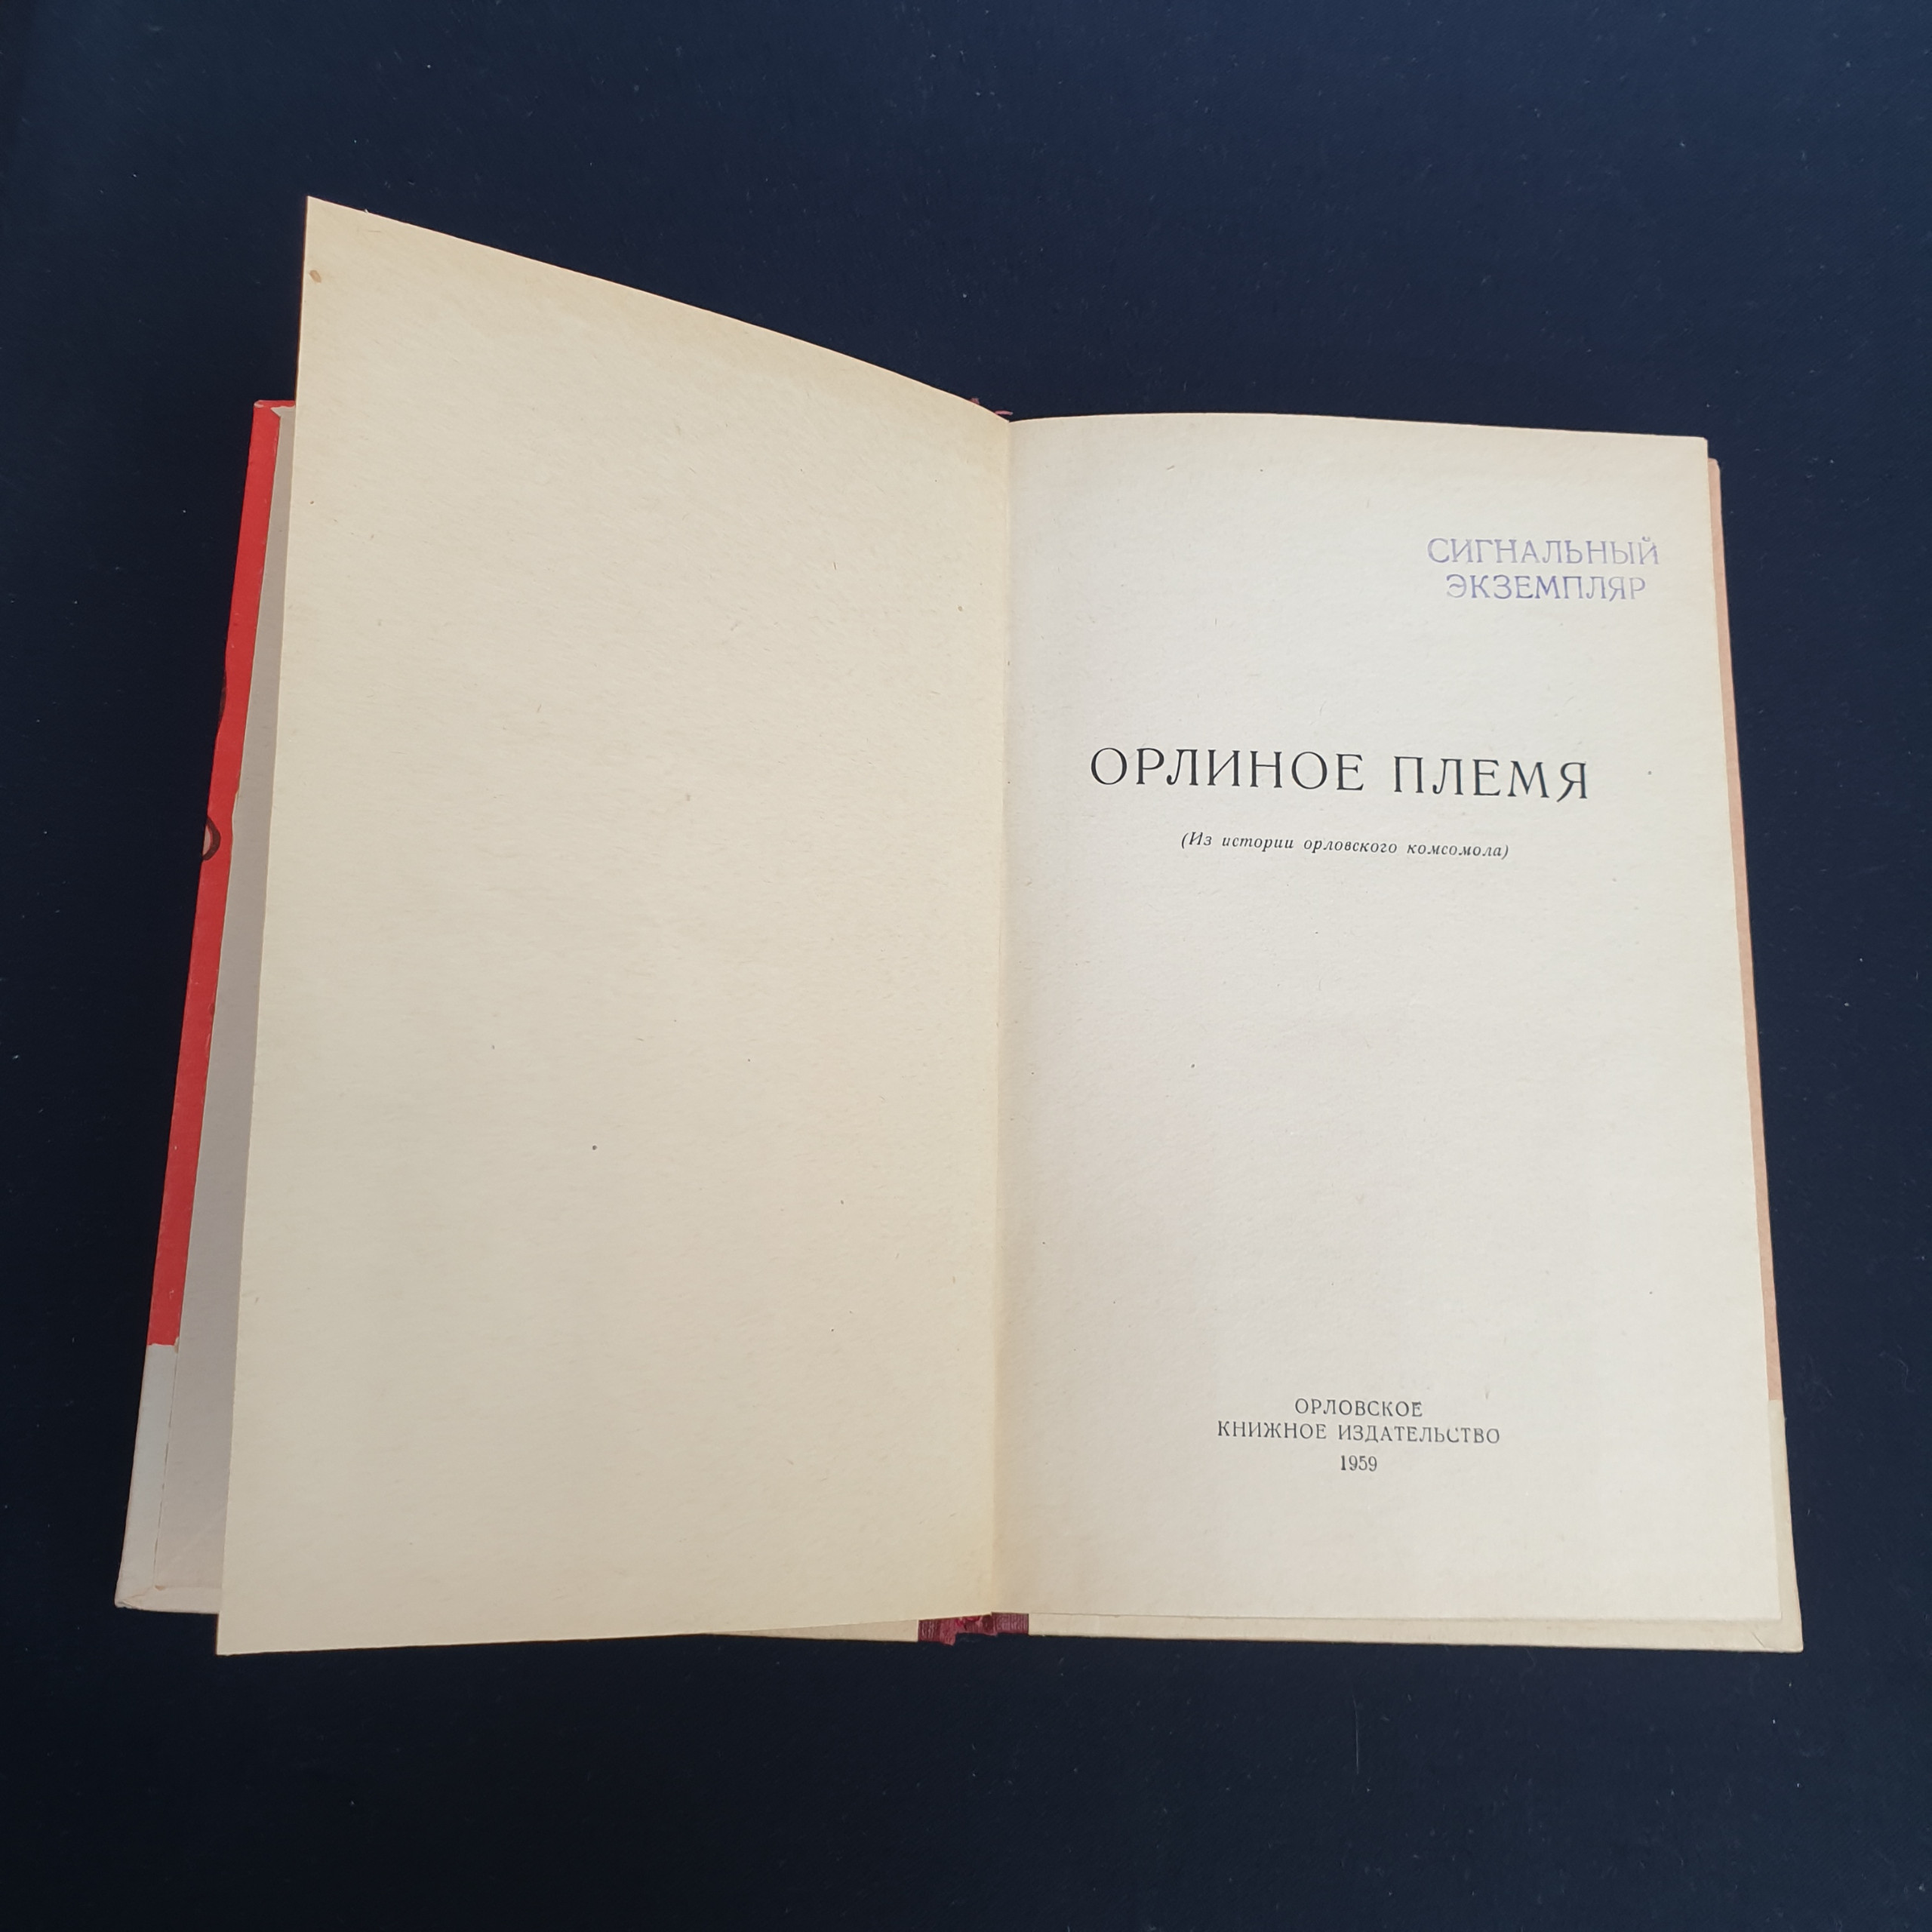 СИГНАЛЬНЫЙ
ЭКЗЕМПЛЯР
ОРЛИНОЕ ПЛЕМЯ
(Из истории орловского комсомола)
ОРЛОВСКОЕ
КНИЖНОЕ ИЗДАТЕЛЬСТВО
1959